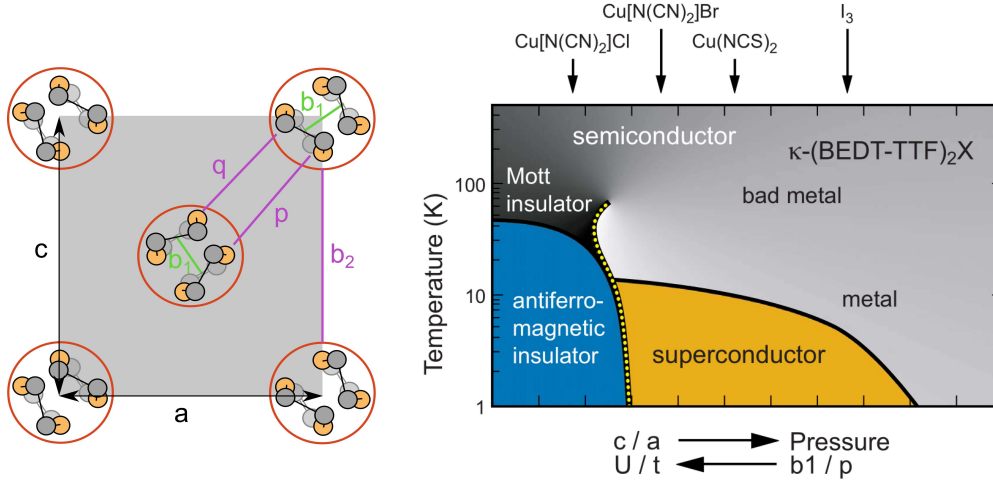 b₁
q
p
c
b₁
b₂
a
Cu[N(CN)₂]Br
I₃
Cu[N(CN)₂]Cl
Cu(NCS)₂
semiconductor
κ-(BEDT-TTF)₂X
Mott
insulator
bad metal
antiferro-
magnetic
insulator
metal
superconductor
Temperature (K)
100
10
1
c / a
Pressure
U / t
b1 / p